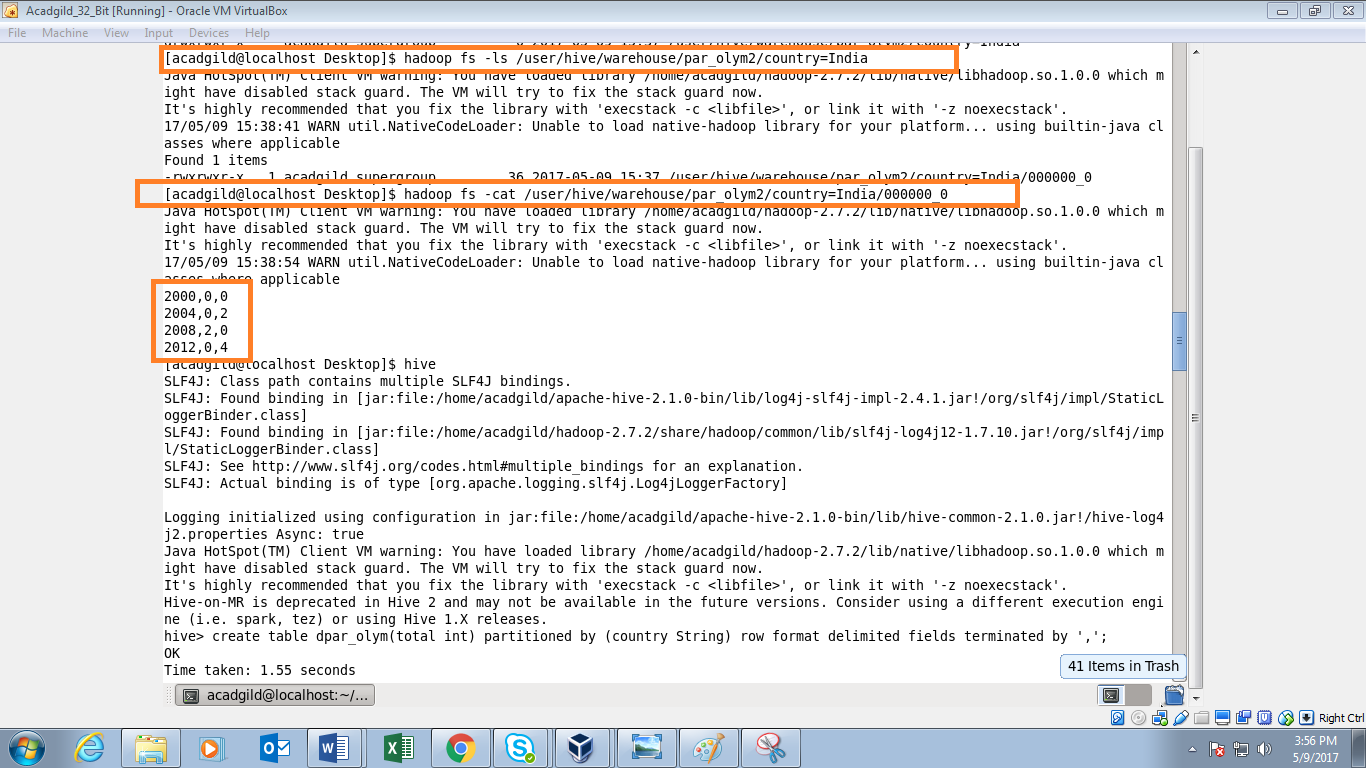 Acadgild_32_Bit [Running] - Oracle VM VirtualBox
File Machine View Input Devices Help
[acadgild@localhost Desktop]$ hadoop fs -ls /user/hive/warehouse/par_olym2/country=India
Java HotSpot(TM) Client VM warning: You have loaded library /home/acadgild/hadoop-2.7.2/lib/native/libhadoop.so.1.0.0 which m
ight have disabled stack guard. The VM will try to fix the stack guard now.
It's highly recommended that you fix the library with 'execstack -c <libfile>', or link it with '-z noexecstack'.
17/05/09 15:38:41 WARN util.NativeCodeLoader: Unable to load native-hadoop library for your platform... using builtin-java cl
asses where applicable
Found 1 items
-rwxrwxr-x 1 acadgild supergroup 36 2017-05-09 15:37 /user/hive/warehouse/par_olym2/country=India/000000_0
[acadgild@localhost Desktop]$ hadoop fs -cat /user/hive/warehouse/par_olym2/country=India/000000_0
Java HotSpot(TM) Client VM warning: You have loaded library /home/acadgild/hadoop-2.7.2/lib/native/libhadoop.so.1.0.0 which m
ight have disabled stack guard. The VM will try to fix the stack guard now.
It's highly recommended that you fix the library with 'execstack -c <libfile>', or link it with '-z noexecstack'.
17/05/09 15:38:54 WARN util.NativeCodeLoader: Unable to load native-hadoop library for your platform... using builtin-java cl
asses where applicable
2000,0,0
2004,0,2
2008,2,0
2012,0,4
[acadgild@localhost Desktop]$ hive
SLF4J: Class path contains multiple SLF4J bindings.
SLF4J: Found binding in [jar:file:/home/acadgild/apache-hive-2.1.0-bin/lib/log4j-slf4j-impl-2.4.1.jar!/org/slf4j/impl/StaticL
oggerBinder.class]
SLF4J: Found binding in [jar:file:/home/acadgild/hadoop-2.7.2/share/hadoop/common/lib/slf4j-log4j12-1.7.10.jar!/org/slf4j/imp
l/StaticLoggerBinder.class]
SLF4J: See http://www.slf4j.org/codes.html#multiple_bindings for an explanation.
SLF4J: Actual binding is of type [org.apache.logging.slf4j.Log4jLoggerFactory]
Logging initialized using configuration in jar:file:/home/acadgild/apache-hive-2.1.0-bin/lib/hive-common-2.1.0.jar!/hive-log4
j2.properties Async: true
Java HotSpot(TM) Client VM warning: You have loaded library /home/acadgild/hadoop-2.7.2/lib/native/libhadoop.so.1.0.0 which m
ight have disabled stack guard. The VM will try to fix the stack guard now.
It's highly recommended that you fix the library with 'execstack -c <libfile>', or link it with '-z noexecstack'.
Hive-on-MR is deprecated in Hive 2 and may not be available in the future versions. Consider using a different execution engi
ne (i.e. spark, tez) or using Hive 1.X releases.
hive> create table dpar_olym(total int) partitioned by (country String) row format delimited fields terminated by ',';
OK
Time taken: 1.55 seconds
41 Items in Trash
acadgild@localhost:~/...
Right Ctrl
3:56 PM
5/9/2017